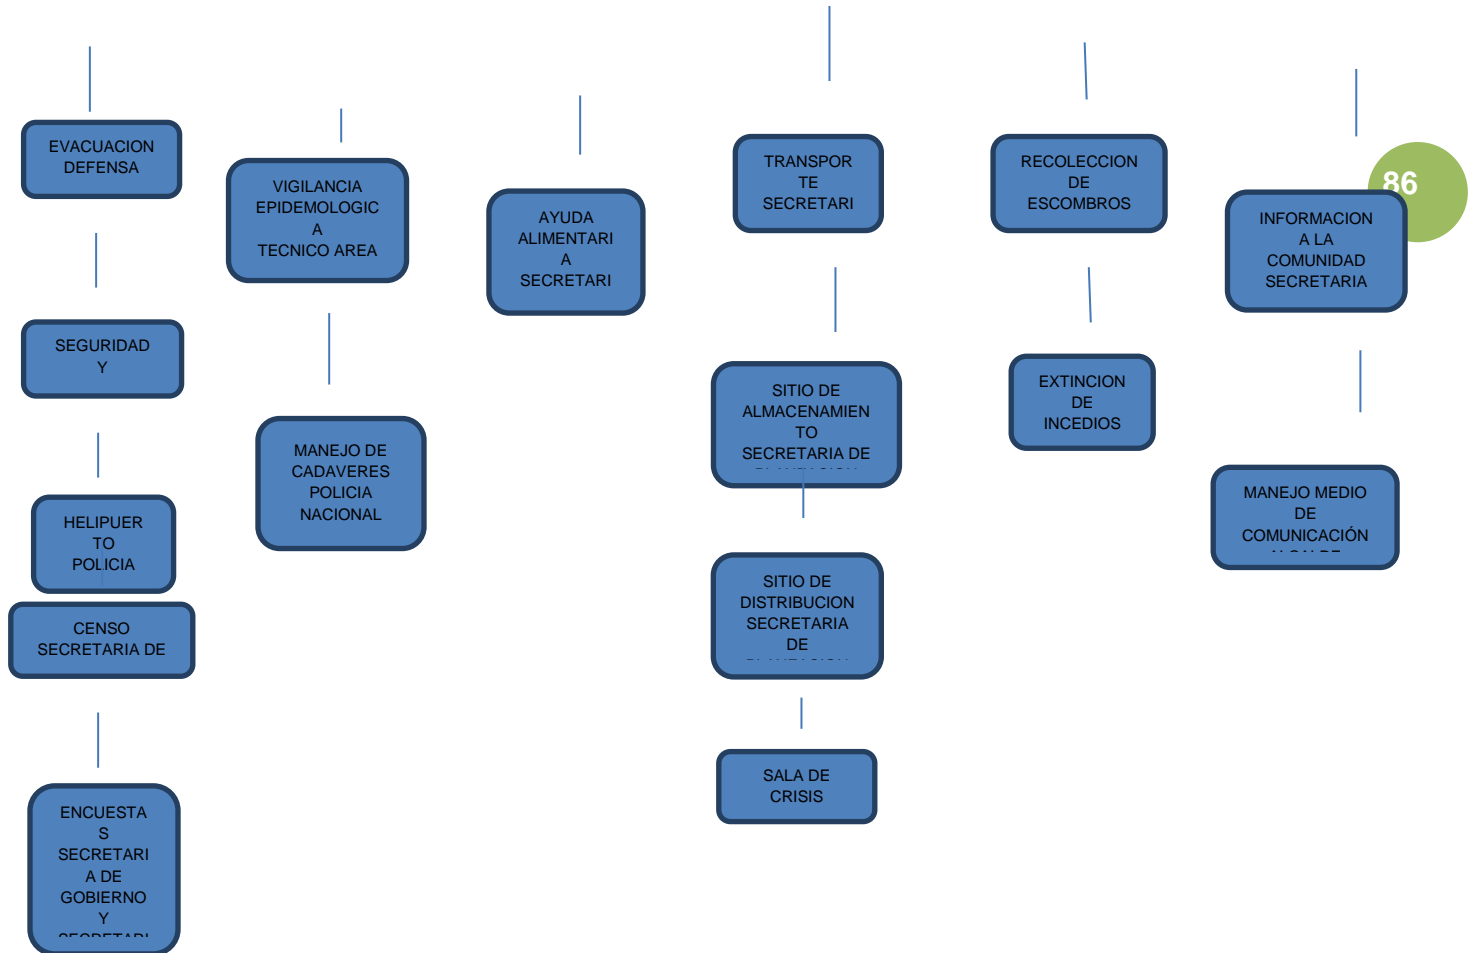 EVACUACION
DEFENSA
SEGURIDAD
Y
HELIPUER
TO
POLICIA
CENSO
SECRETARIA DE
ENCUESTA
S
SECRETARI
A DE
GOBIERNO
Y
VIGILANCIA
EPIDEMOLOGIC
A
TECNICO AREA
MANEJO DE
CADAVERES
POLICIA
NACIONAL
AYUDA
ALIMENTARI
A
SECRETARI
TRANSPOR
TE
SECRETARI
SITIO DE
ALMACENAMIEN
TO
SECRETARIA DE
SITIO DE
DISTRIBUCION
SECRETARIA
DE
SALA DE
CRISIS
RECOLECCION
DE
ESCOMBROS
EXTINCION
DE
INCEDIOS
86
INFORMACION
A LA
COMUNIDAD
SECRETARIA
MANEJO MEDIO
DE
COMUNICACIÓN